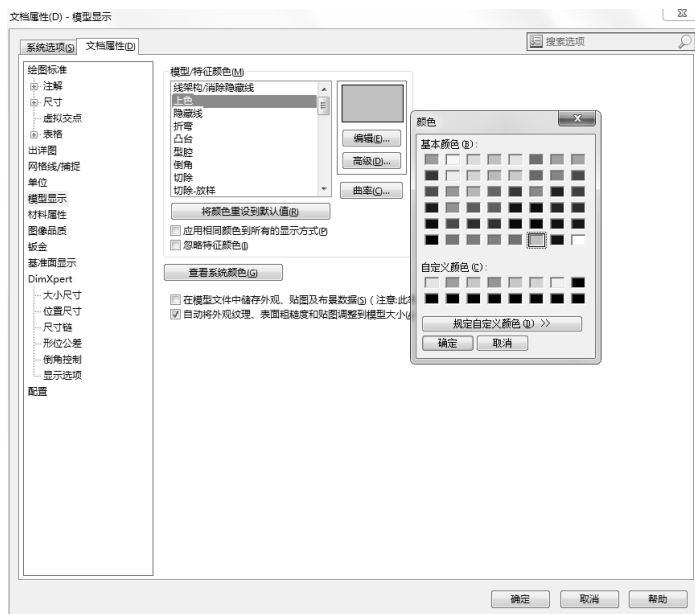 文档属性(D) - 模型显示
系统选项(S) 文档属性(D)
搜索选项
绘图标准
注解
尺寸
虚拟交点
表格
出详图
网格线/捕捉
单位
模型显示
材料属性
图像品质
钣金
基准面显示
DimXpert
大小尺寸
位置尺寸
尺寸链
形位公差
倒角控制
显示选项
配置
模型/特征颜色(M)
线架构/消除隐藏线
上色
隐藏线
折弯
凸台
型腔
倒角
切除
切除-放样
编辑(E)...
高级(D)...
曲率(C)...
将颜色重设到默认值(R)
应用相同颜色到所有的显示方式(P)
忽略特征颜色(I)
查看系统颜色(G)
在模型文件中储存外观、贴图及布景数据(S) ( 注意:此
自动将外观纹理、表面粗糙度和贴图调整到模型大小
颜色
基本颜色(B):
自定义颜色(C):
规定自定义颜色(D) >>
确定 取消
确定 取消 帮助